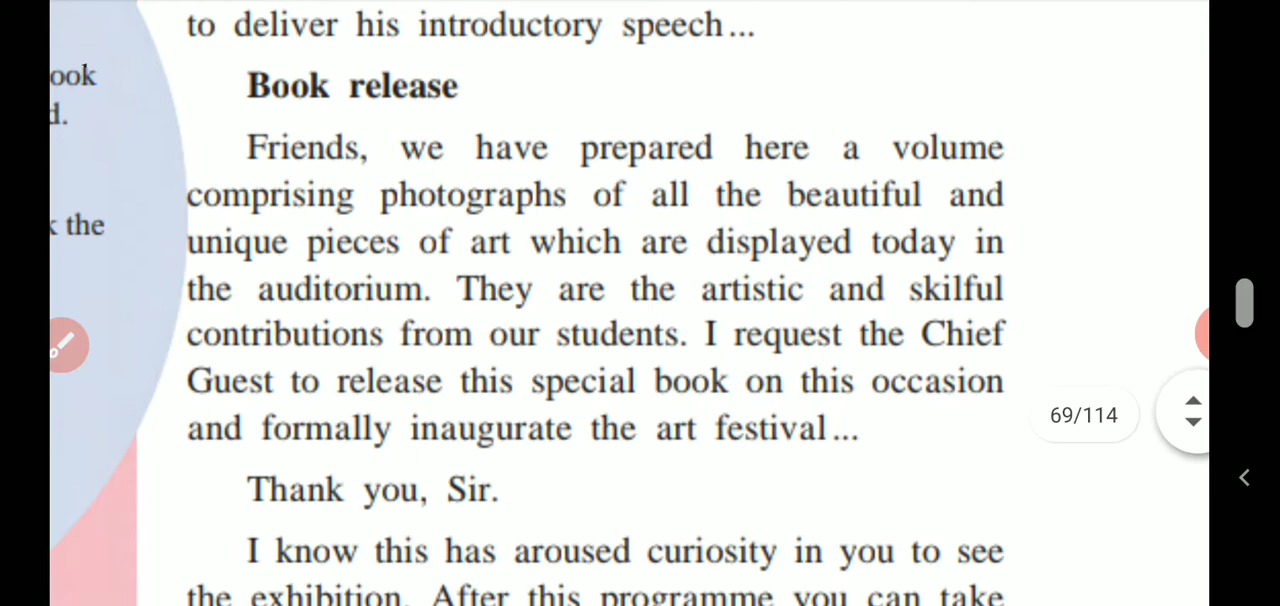 to deliver his introductory speech...
ook
d.
Book release
Friends, we have prepared here a volume
comprising photographs of all the beautiful and
unique pieces of art which are displayed today in
the auditorium. They are the artistic and skilful
contributions from our students. I request the Chief
Guest to release this special book on this occasion
and formally inaugurate the art festival...
the
69/114
Thank you, Sir.
I know this has aroused curiosity in you to see
the exhibition. After this programme you can take